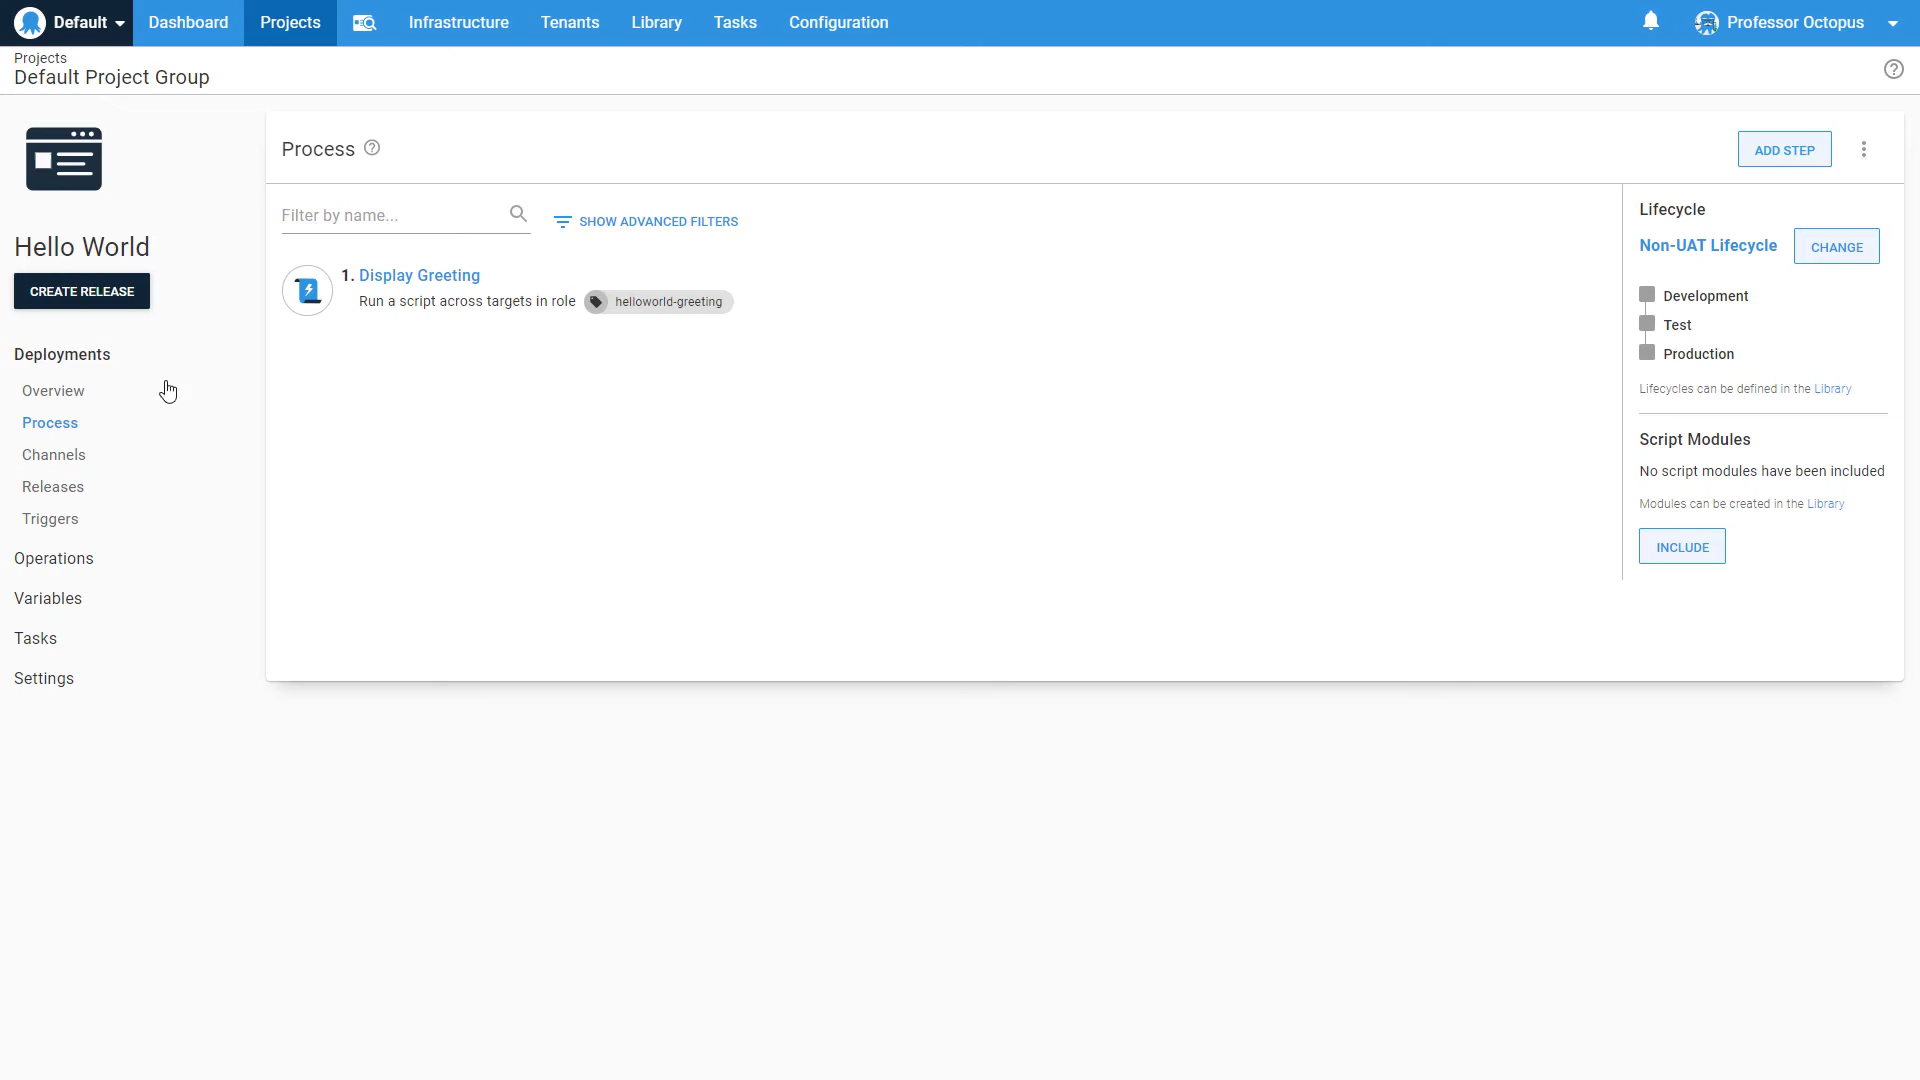 Default
Dashboard
Projects
Infrastructure
Tenants
Library
Tasks
Configuration
Professor Octopus
Projects
Default Project Group
Hello World
CREATE RELEASE
Deployments
Overview
Process
Channels
Releases
Triggers
Operations
Variables
Tasks
Settings
Process
ADD STEP
Filter by name...
SHOW ADVANCED FILTERS
1. Display Greeting
Run a script across targets in role helloworld-greeting
Lifecycle
Non-UAT Lifecycle
CHANGE
Development
Test
Production
Lifecycles can be defined in the Library
Script Modules
No script modules have been included
Modules can be created in the Library
INCLUDE